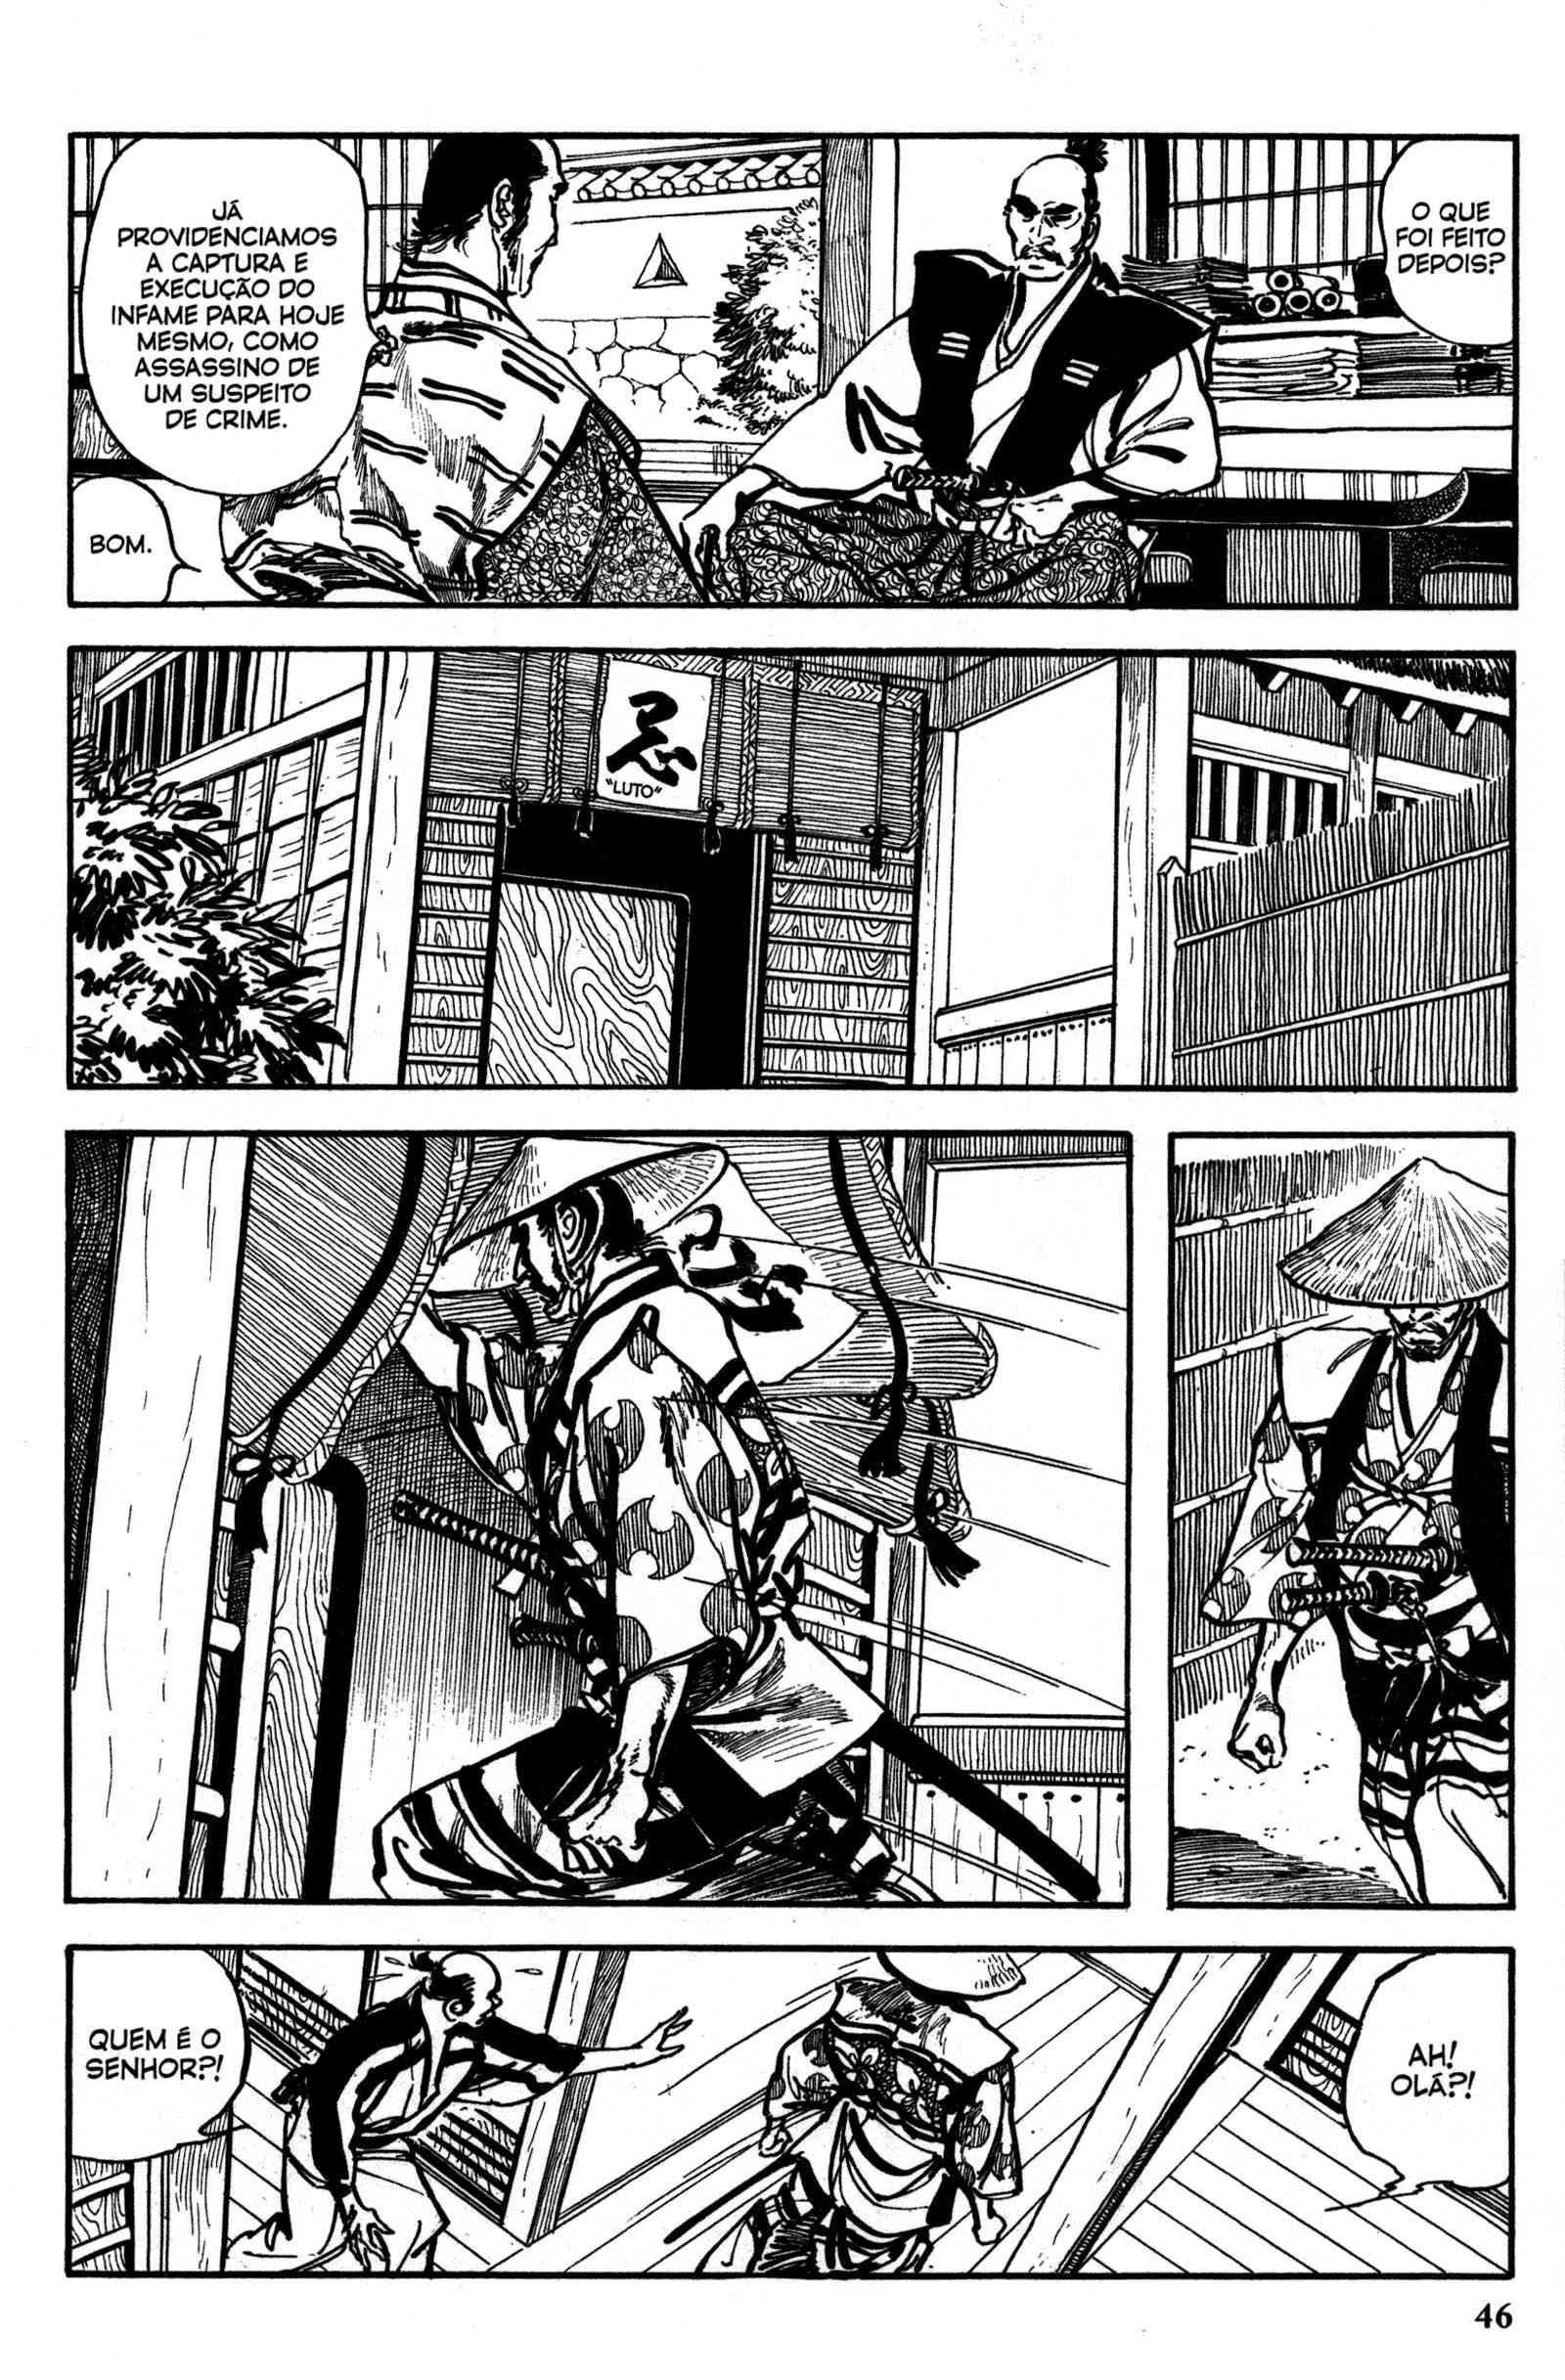 O QUE
FOI FEITO
DEPOIS?
JÁ
PROVIDENCIAMOS
A CAPTURA E
EXECUÇÃO DO
INFAME PARA HOJE
MESMO, COMO
ASSASSINO DE
UM SUSPEITO
DE CRIME.
BOM.
忌
"LUTO"
AH!
OLÁ?!
QUEM É O
SENHOR?!
46